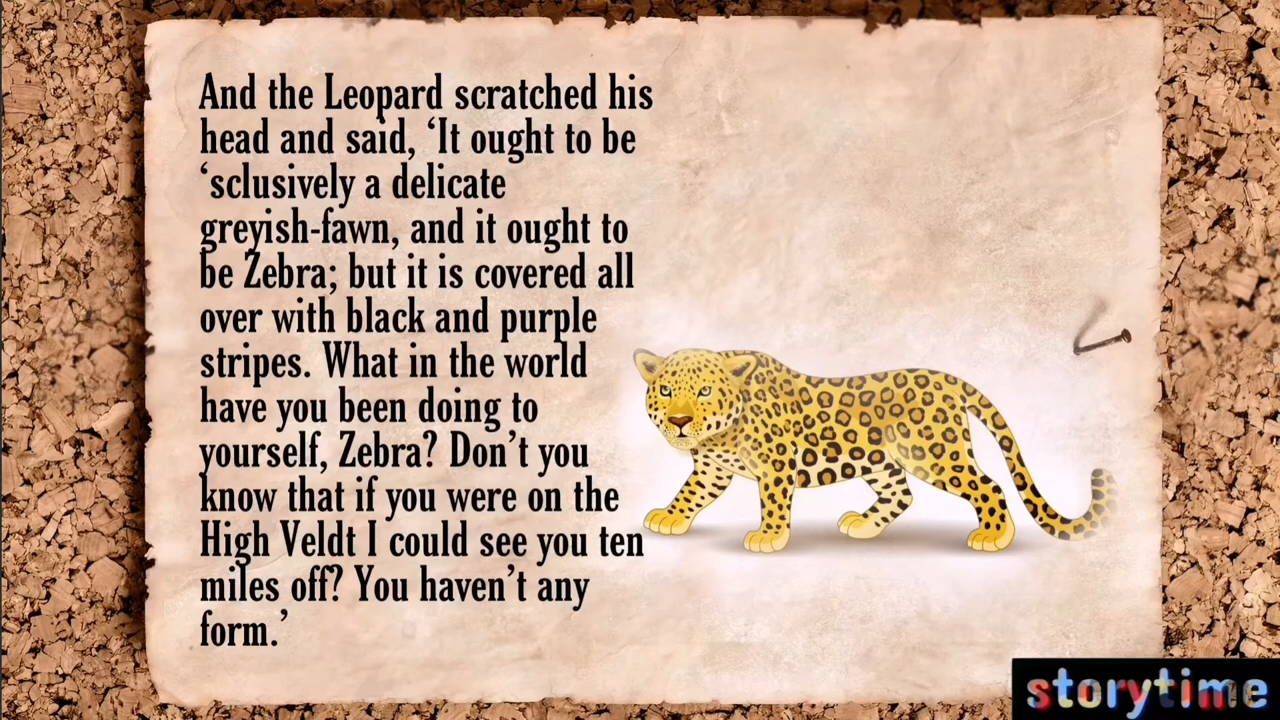 And the Leopard scratched his
head and said, ‘It ought to be
‘sclusively a delicate
greyish-fawn, and it ought to
be Zebra; but it is covered all
over with black and purple
stripes. What in the world
have you been doing to
yourself, Zebra? Don’t you
know that if you were on the
High Veldt I could see you ten
miles off? You haven’t any
form.’
storytime